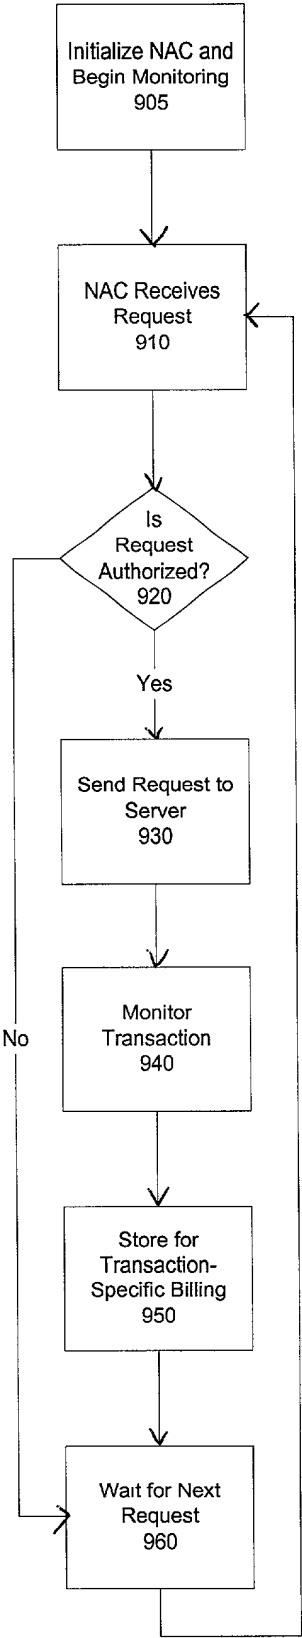 Initialize NAC and
Begin Monitoring
905
NAC Receives
Request
910
Is
Request
Authorized?
920
Yes
Send Request to
Server
930
Monitor
Transaction
940
No
Store for
Transaction-
Specific Billing
950
Wait for Next
Request
960